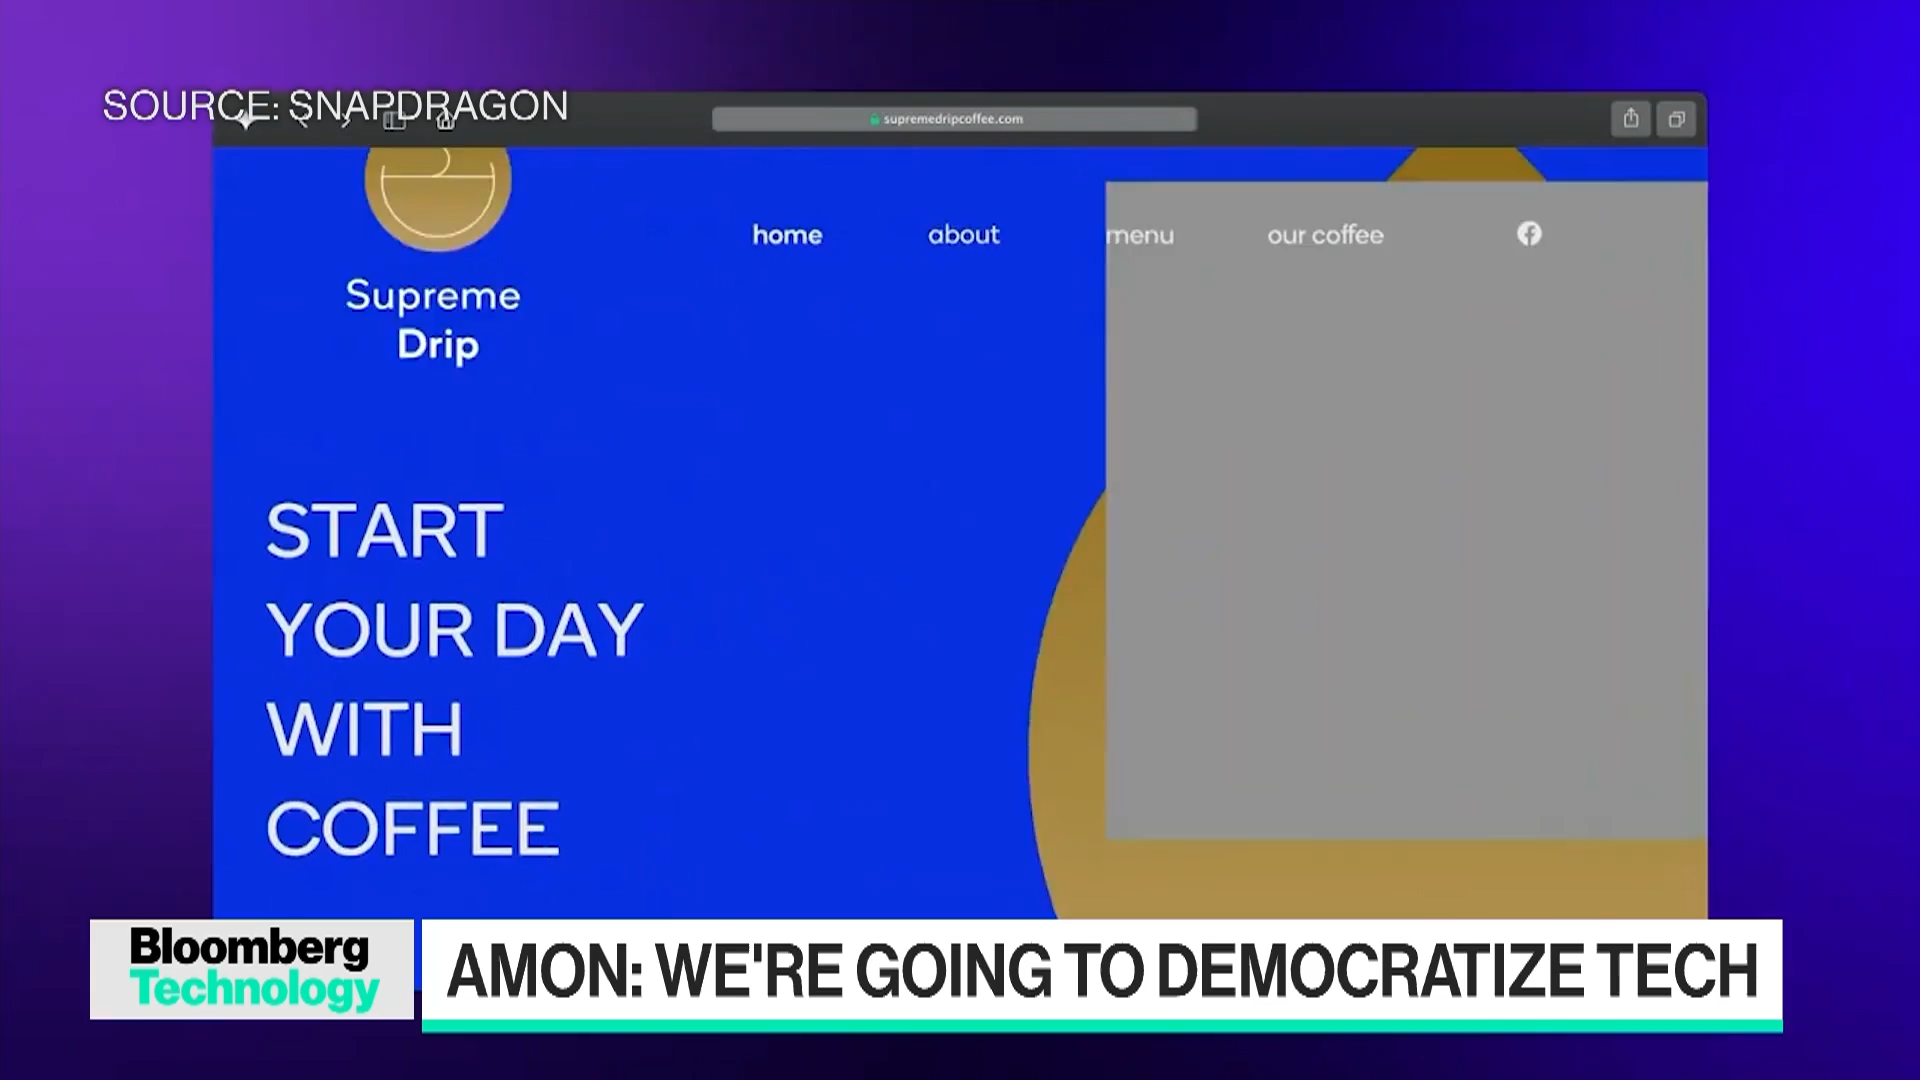 SOURCE: SNAPDRAGON
supremedripcoffee.com
home about menu our coffee
Supreme
Drip
START
YOUR DAY
WITH
COFFEE
Bloomberg
Technology
AMON: WE'RE GOING TO DEMOCRATIZE TECH